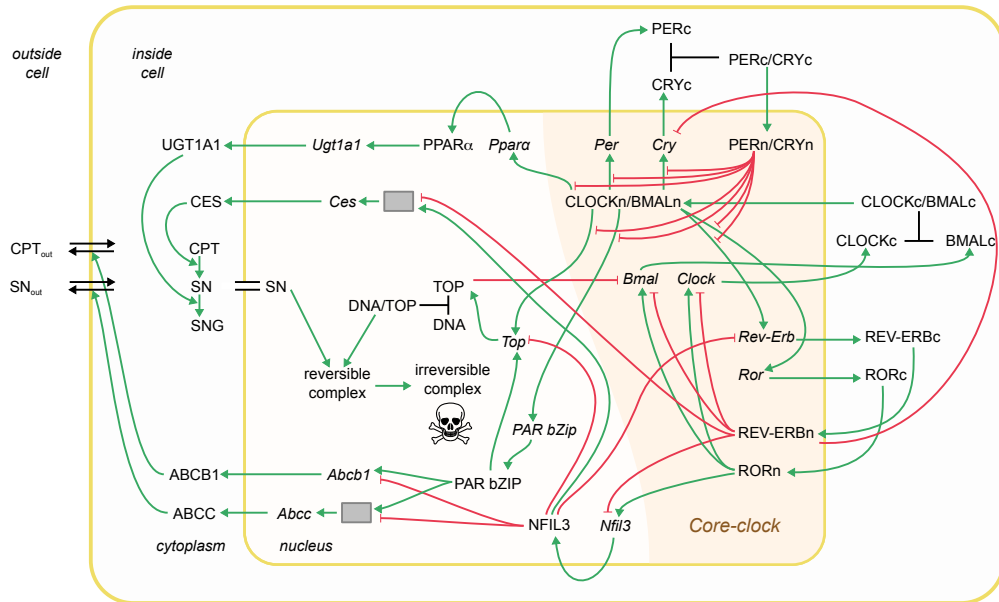 outside
cell
inside
cell
PERc
PERc/CRYc
CRYc
UGT1A1
Ugt1a1
PPARα
Pparα
Per
Cry
PERn/CRYn
CES
Ces
CLOCKn/BMALn
CLOCKc/BMALc
CPTout
CPT
CLOCKc
BMALc
SNout
SN
SN
TOP
Bmal
Clock
DNA/TOP
DNA
SNG
Top
Rev-Erb
REV-ERBc
reversible
complex
irreversible
complex
Ror
RORc
PAR bZip
REV-ERBn
ABCB1
Abcb1
PAR bZIP
RORn
ABCC
Abcc
NFIL3
Nfil3
Core-clock
cytoplasm
nucleus